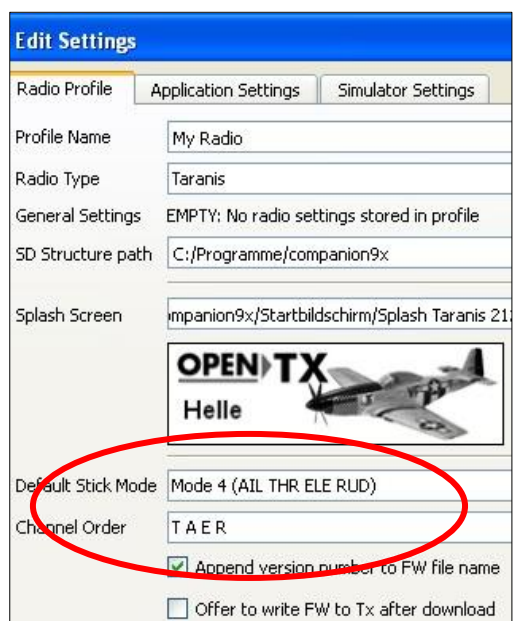 Edit Settings
Radio Profile Application Settings Simulator Settings
Profile Name My Radio
Radio Type Taranis
General Settings EMPTY: No radio settings stored in profile
SD Structure path C:/Programme/companion9x
Splash Screen ompanion9x/Startbildschirm/Splash Taranis 21
OPENTX
Helle
Default Stick Mode Mode 4 (AIL THR ELE RUD)
Channel Order T A E R
Append version number to FW file name
Offer to write FW to Tx after download